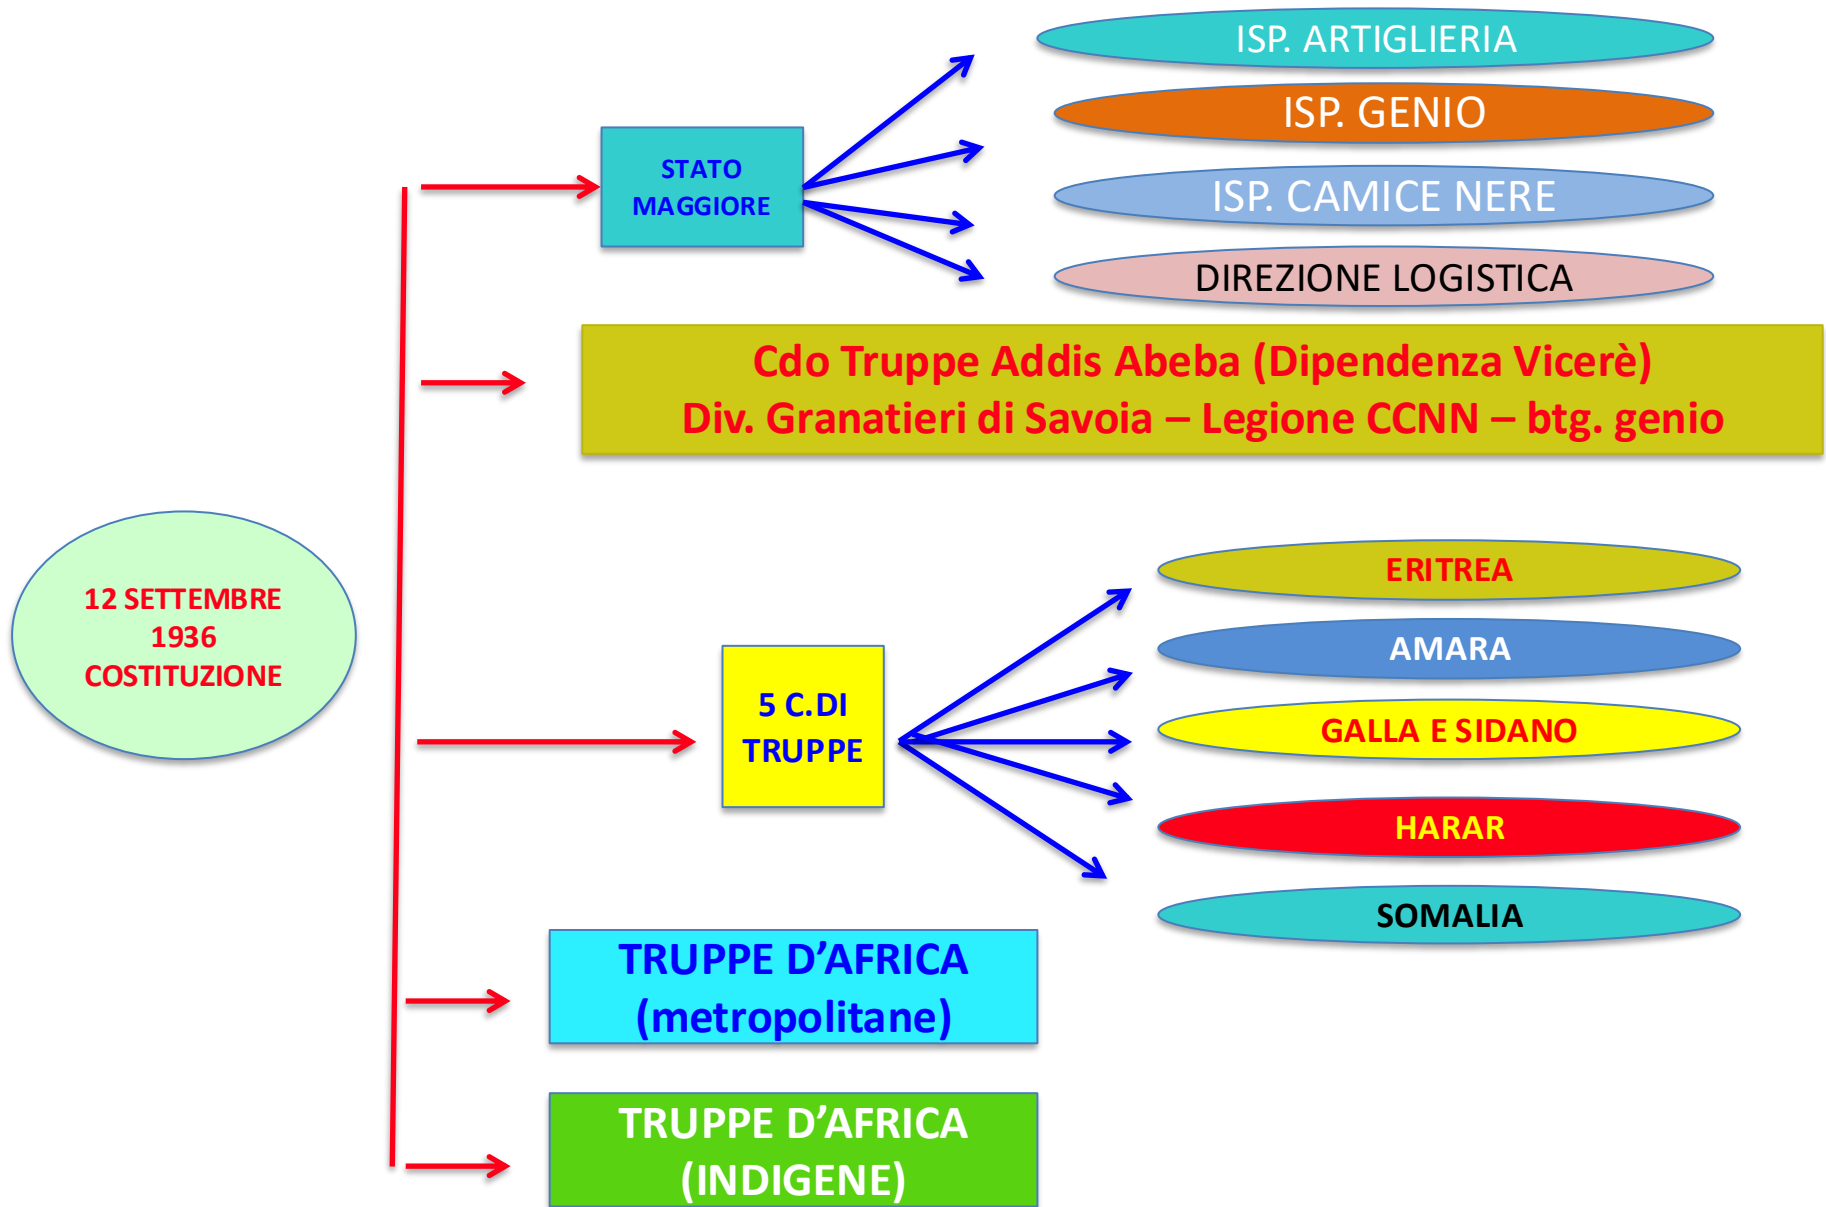 ISP. ARTIGLIERIA
ISP. GENIO
STATO
MAGGIORE
ISP. CAMICE NERE
DIREZIONE LOGISTICA
Cdo Truppe Addis Abeba (Dipendenza Vicerè)
Div. Granatieri di Savoia – Legione CCNN – btg. genio
12 SETTEMBRE
1936
COSTITUZIONE
5 C.DI
TRUPPE
ERITREA
AMARA
GALLA E SIDANO
HARAR
SOMALIA
TRUPPE D’AFRICA
(metropolitane)
TRUPPE D’AFRICA
(INDIGENE)